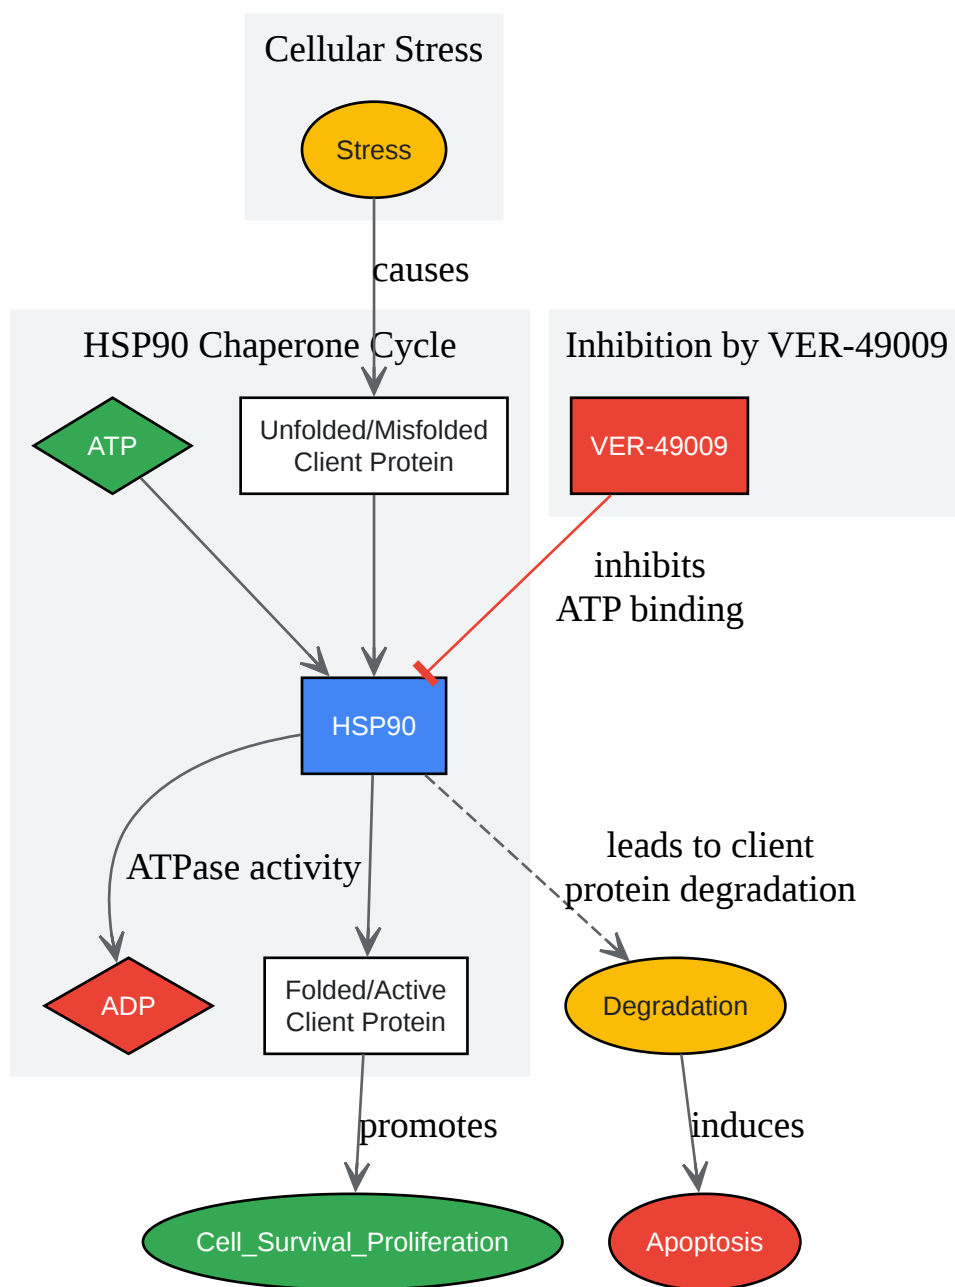 Cellular Stress
Stress
causes
HSP90 Chaperone Cycle
Inhibition by VER-49009
ATP
Unfolded/Misfolded
Client Protein
VER-49009
inhibits
ATP binding
HSP90
ATPase activity
leads to client
protein degradation
ADP
Folded/Active
Client Protein
Degradation
promotes
induces
Cell_Survival_Proliferation
Apoptosis